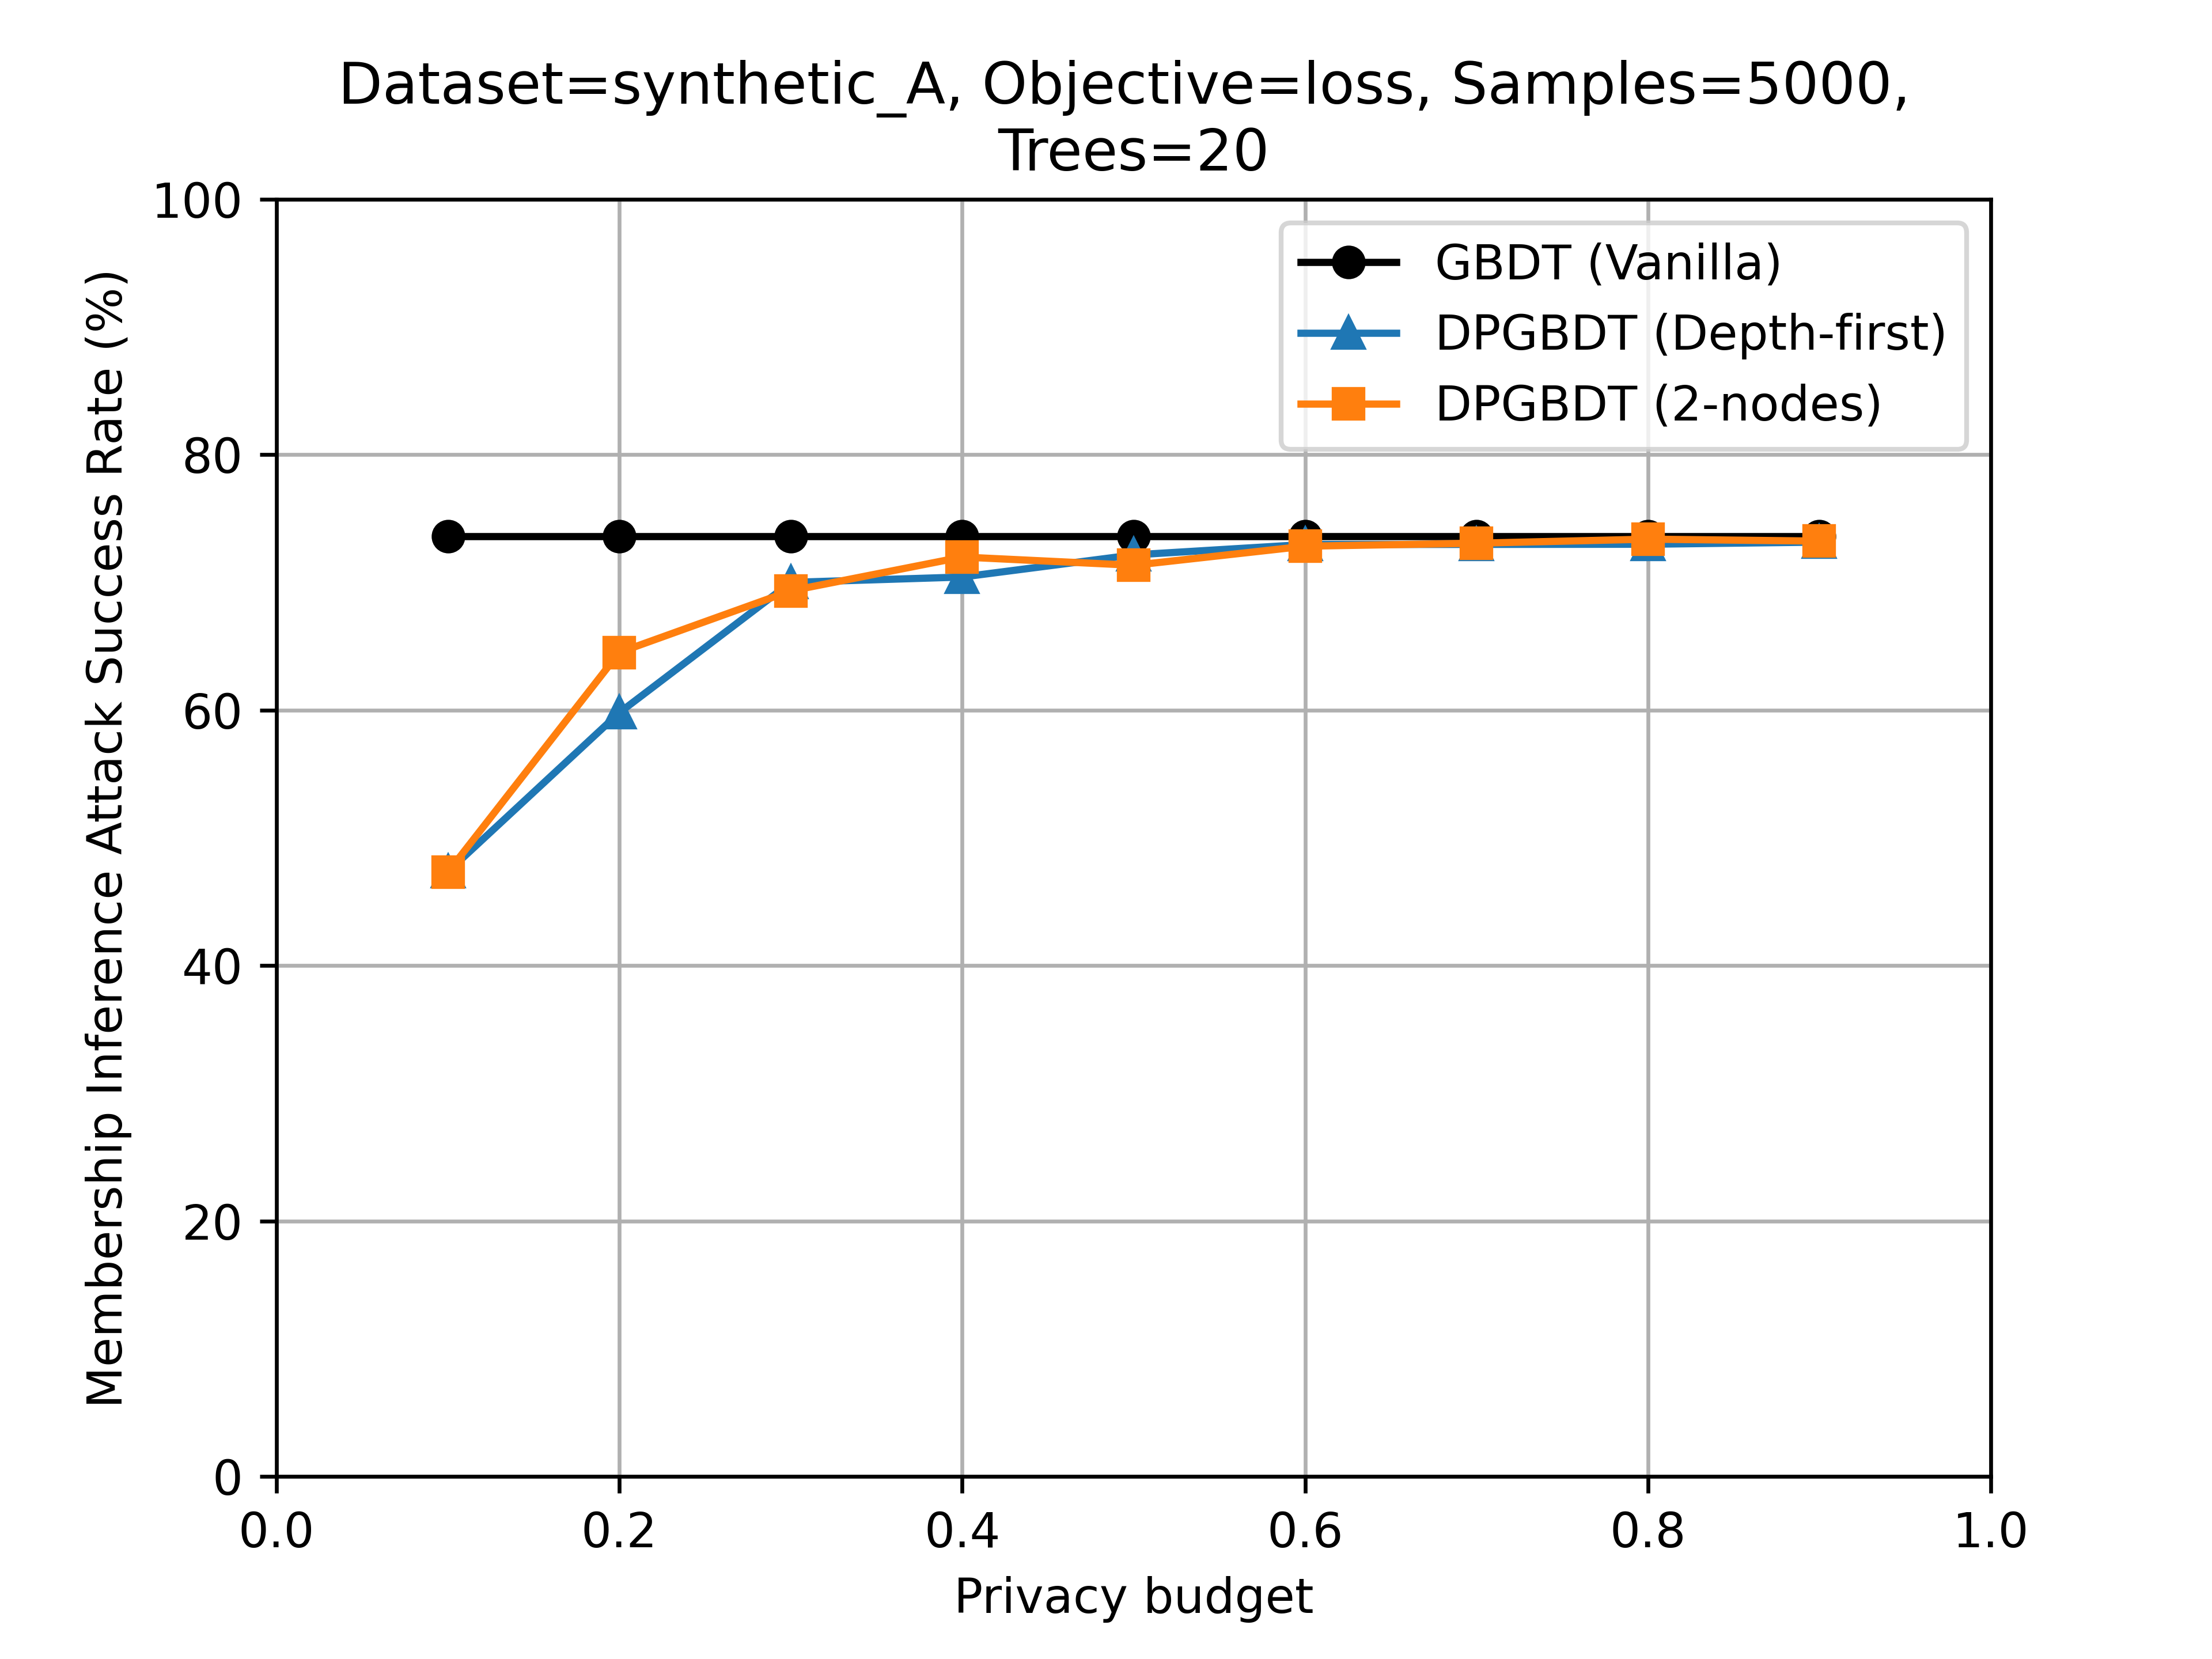 Dataset=synthetic_A, Objective=loss, Samples=5000,
Trees=20
100
80
60
40
20
0
Membership Inference Attack Success Rate (%)
GBDT (Vanilla)
DPGBDT (Depth-first)
DPGBDT (2-nodes)
0.0 0.2 0.4 0.6 0.8 1.0
Privacy budget